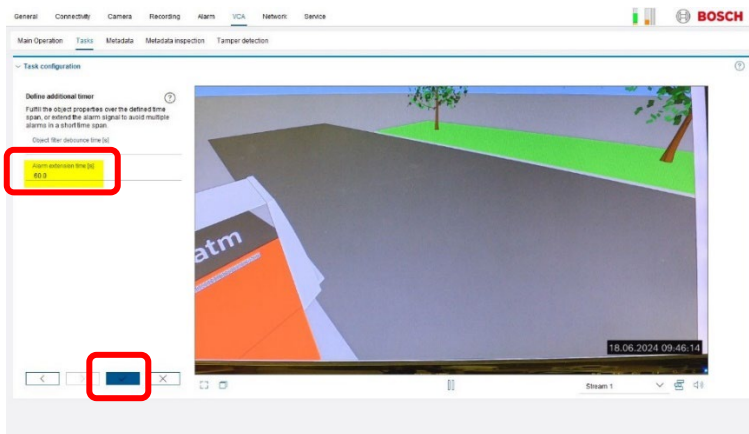 General Connectivity Camera Recording Alarm VCA Network Service
BOSCH
Main Operation Tasks Metadata Metadata inspection Tamper detection
Task configuration
Define additional timer
Fulfill the object properties over the defined time
span, or extend the alarm signal to avoid multiple
alarms in a short time span.
Object filter debounce time [s]
Alarm extension time [s]
60.0
atm
18.06.2024 09:46:14
Stream 1